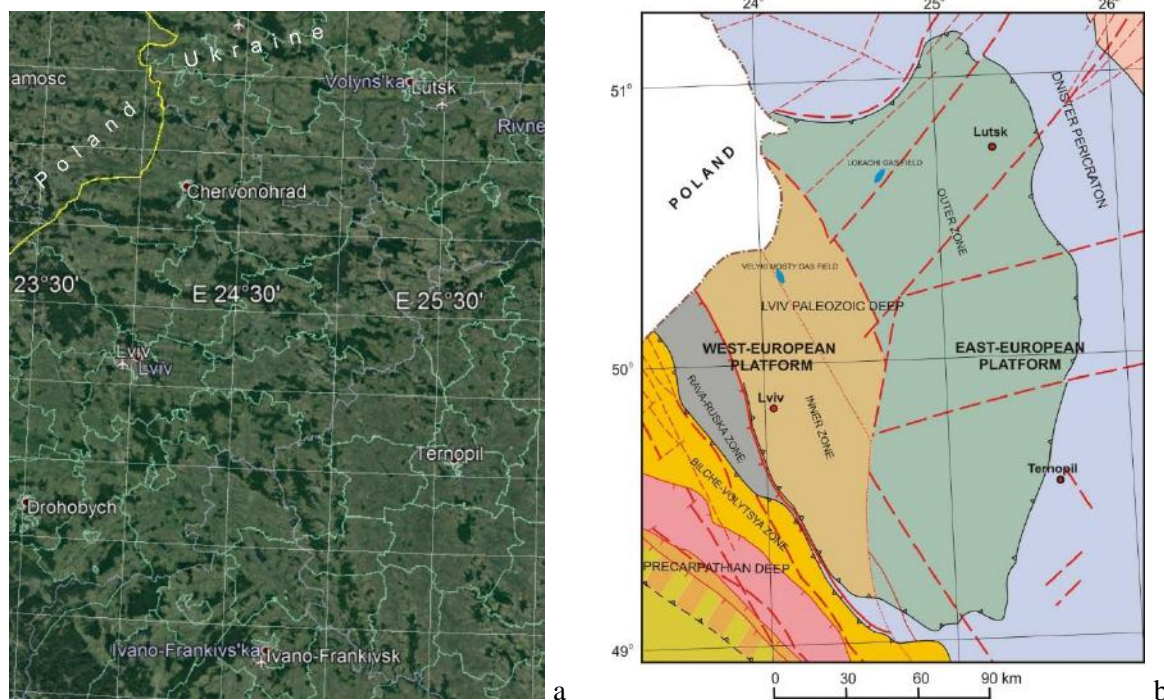 Ukraine
Poland
amosc
Volyns'ka
Lutsk
Rivne
Chervonohrad
23°30'
E 24°30'
E 25°30'
Lviv
Lviv
Ternopil
Drohobych
Ivano-Frankivs'ka
Ivano-Frankivsk
a
24°
25°
26°
51°
50°
49°
POLAND
Lutsk
DNISTER PERICRATON
LOKACHI GAS FIELD
OUTER ZONE
VELYKI MOSTY GAS FIELD
LVIV PALEOZOIC DEEP
WEST-EUROPEAN
PLATFORM
EAST-EUROPEAN
PLATFORM
RAVA-RUSKA ZONE
Lviv
INNER ZONE
BILCHE-VOLYTSYA ZONE
Ternopil
PRECARPATHIAN DEEP
0 30 60 90 km
b